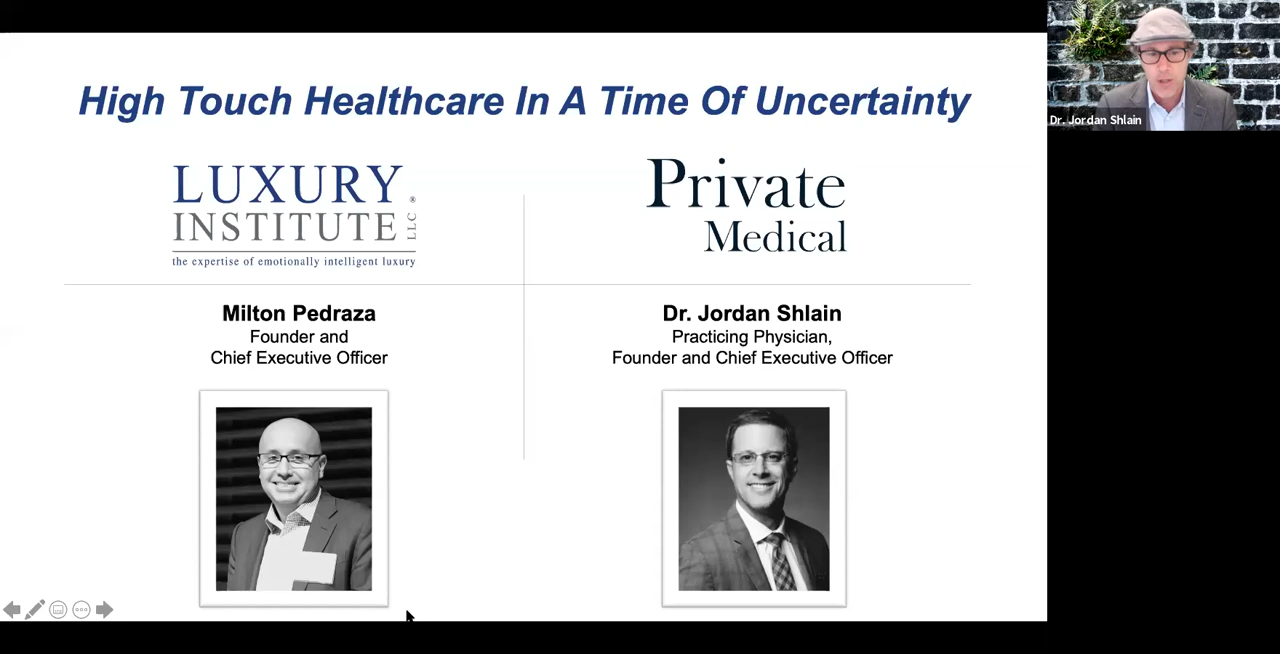 High Touch Healthcare In A Time Of Uncertainty
LUXURY
INSTITUTE LLC ®
the expertise of emotionally intelligent luxury
Private
Medical
Milton Pedraza
Founder and
Chief Executive Officer
Dr. Jordan Shlain
Practicing Physician,
Founder and Chief Executive Officer
Dr. Jordan Shlain